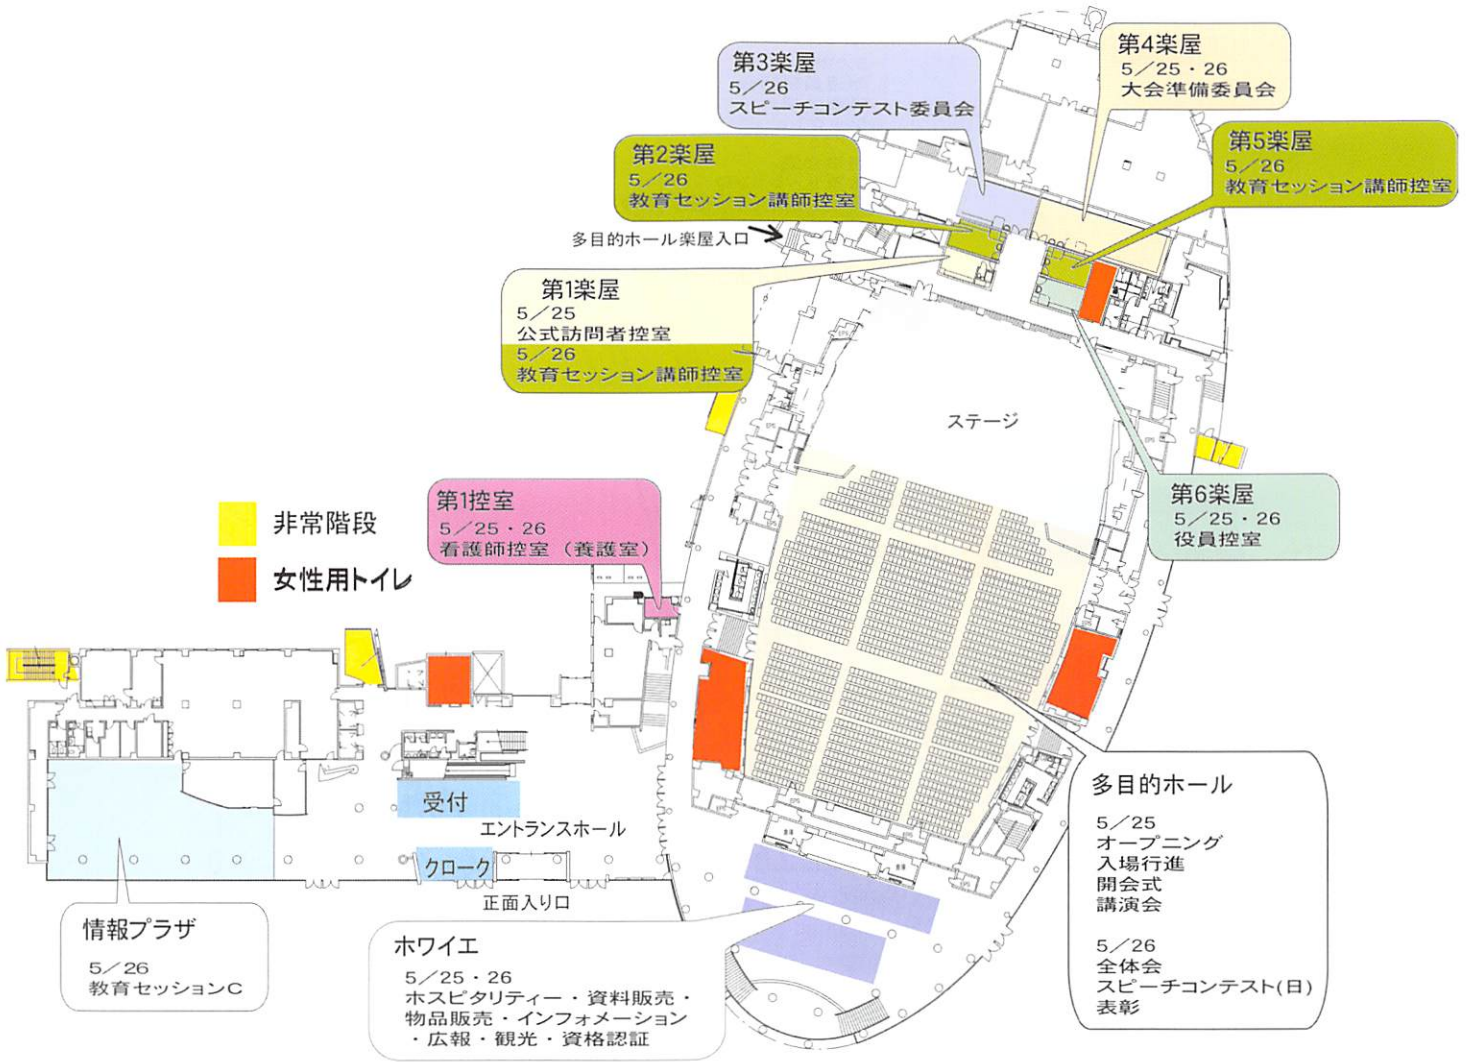 第3楽屋
5／26
スピーチコンテスト委員会
第4楽屋
5／25・26
大会準備委員会
第2楽屋
5／26
教育セッション講師控室
第5楽屋
5／26
教育セッション講師控室
多目的ホール楽屋入口
第1楽屋
5／25
公式訪問者控室
5／26
教育セッション講師控室
ステージ
第1控室
5／25・26
看護師控室（養護室）
第6楽屋
5／25・26
役員控室
非常階段
女性用トイレ
受付
エントランスホール
クローク
正面入り口
多目的ホール
5／25
オープニング
入場行進
開会式
講演会
5／26
全体会
スピーチコンテスト(日)
表彰
情報プラザ
5／26
教育セッションC
ホワイエ
5／25・26
ホスピタリティー・資料販売・
物品販売・インフォメーション
・広報・観光・資格認証